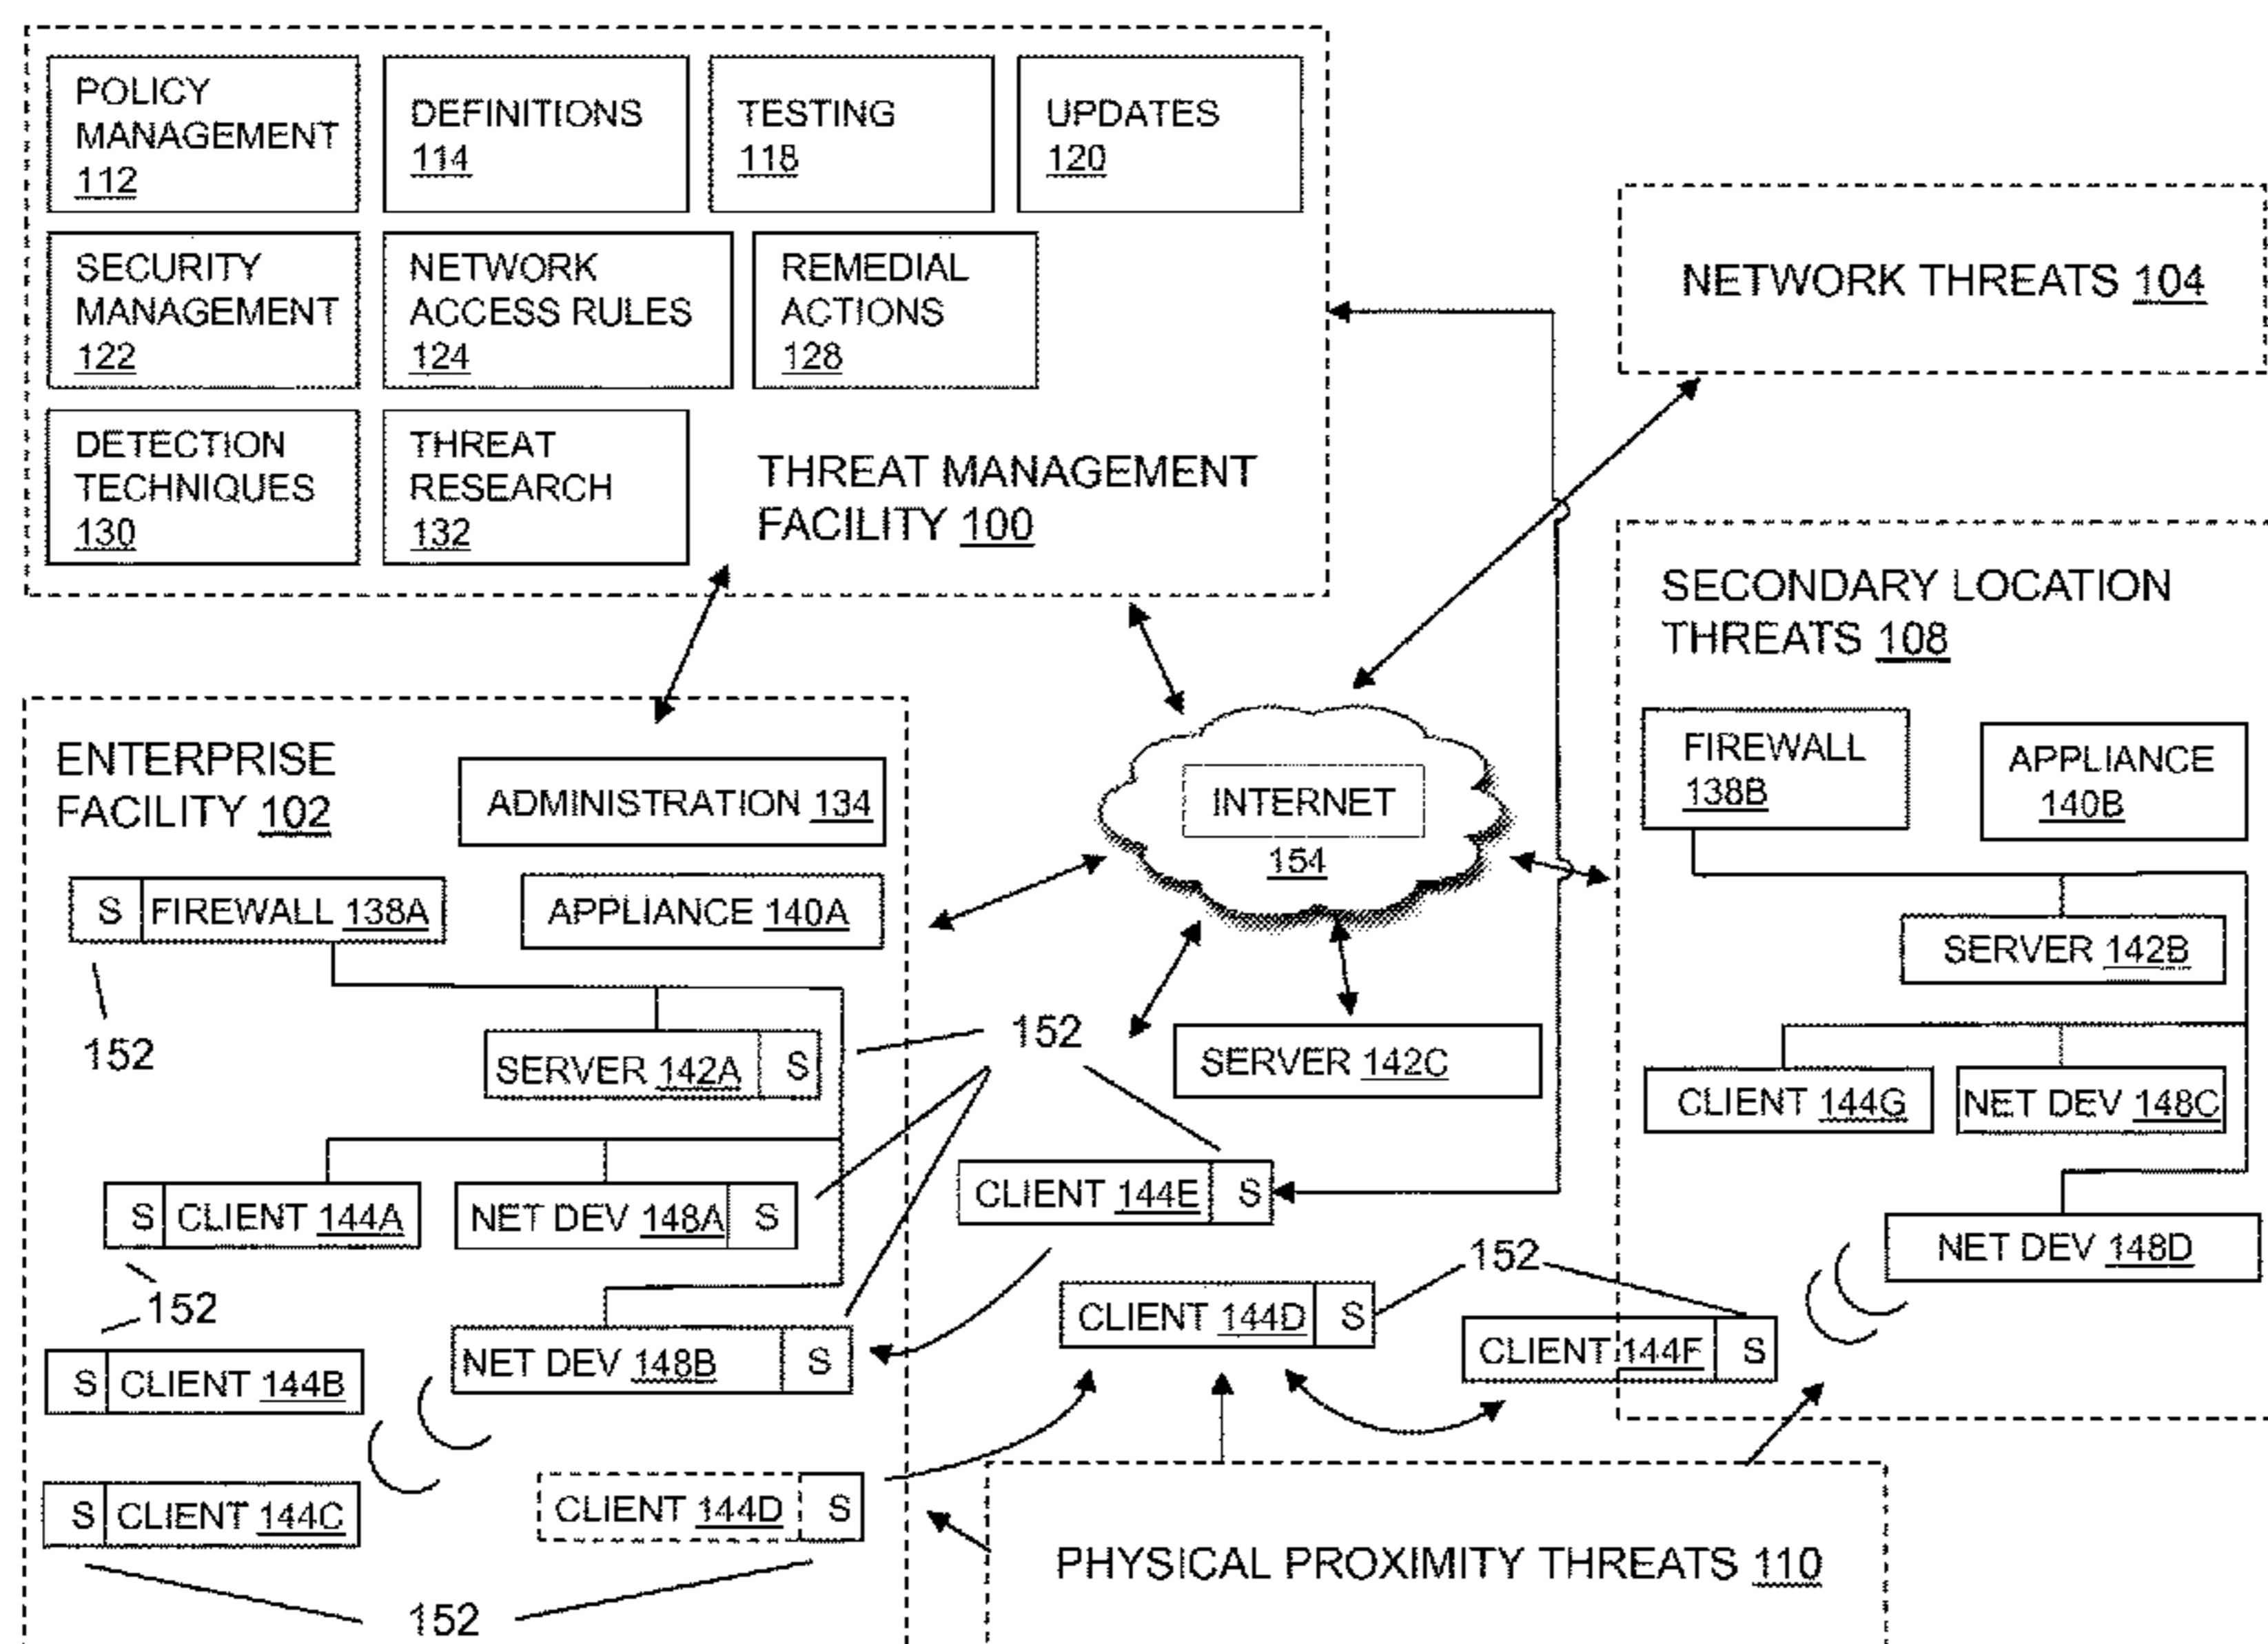 POLICY
MANAGEMENT
112
DEFINITIONS
114
TESTING
118
UPDATES
120
SECURITY
MANAGEMENT
122
NETWORK
ACCESS RULES
124
REMEDIAL
ACTIONS
128
DETECTION
TECHNIQUES
130
THREAT
RESEARCH
132
THREAT MANAGEMENT
FACILITY 100
NETWORK THREATS 104
SECONDARY LOCATION
THREATS 108
FIREWALL
138B
APPLIANCE
140B
SERVER 142B
CLIENT 144G
NET DEV 148C
NET DEV 148D
INTERNET
154
ENTERPRISE
FACILITY 102
ADMINISTRATION 134
S FIREWALL 138A
APPLIANCE 140A
152
SERVER 142A S
152
SERVER 142C
S CLIENT 144A
NET DEV 148A S
CLIENT 144E S
152
152
CLIENT 144D S
CLIENT 144F S
S CLIENT 144B
NET DEV 148B S
S CLIENT 144C
CLIENT 144D S
152
PHYSICAL PROXIMITY THREATS 110